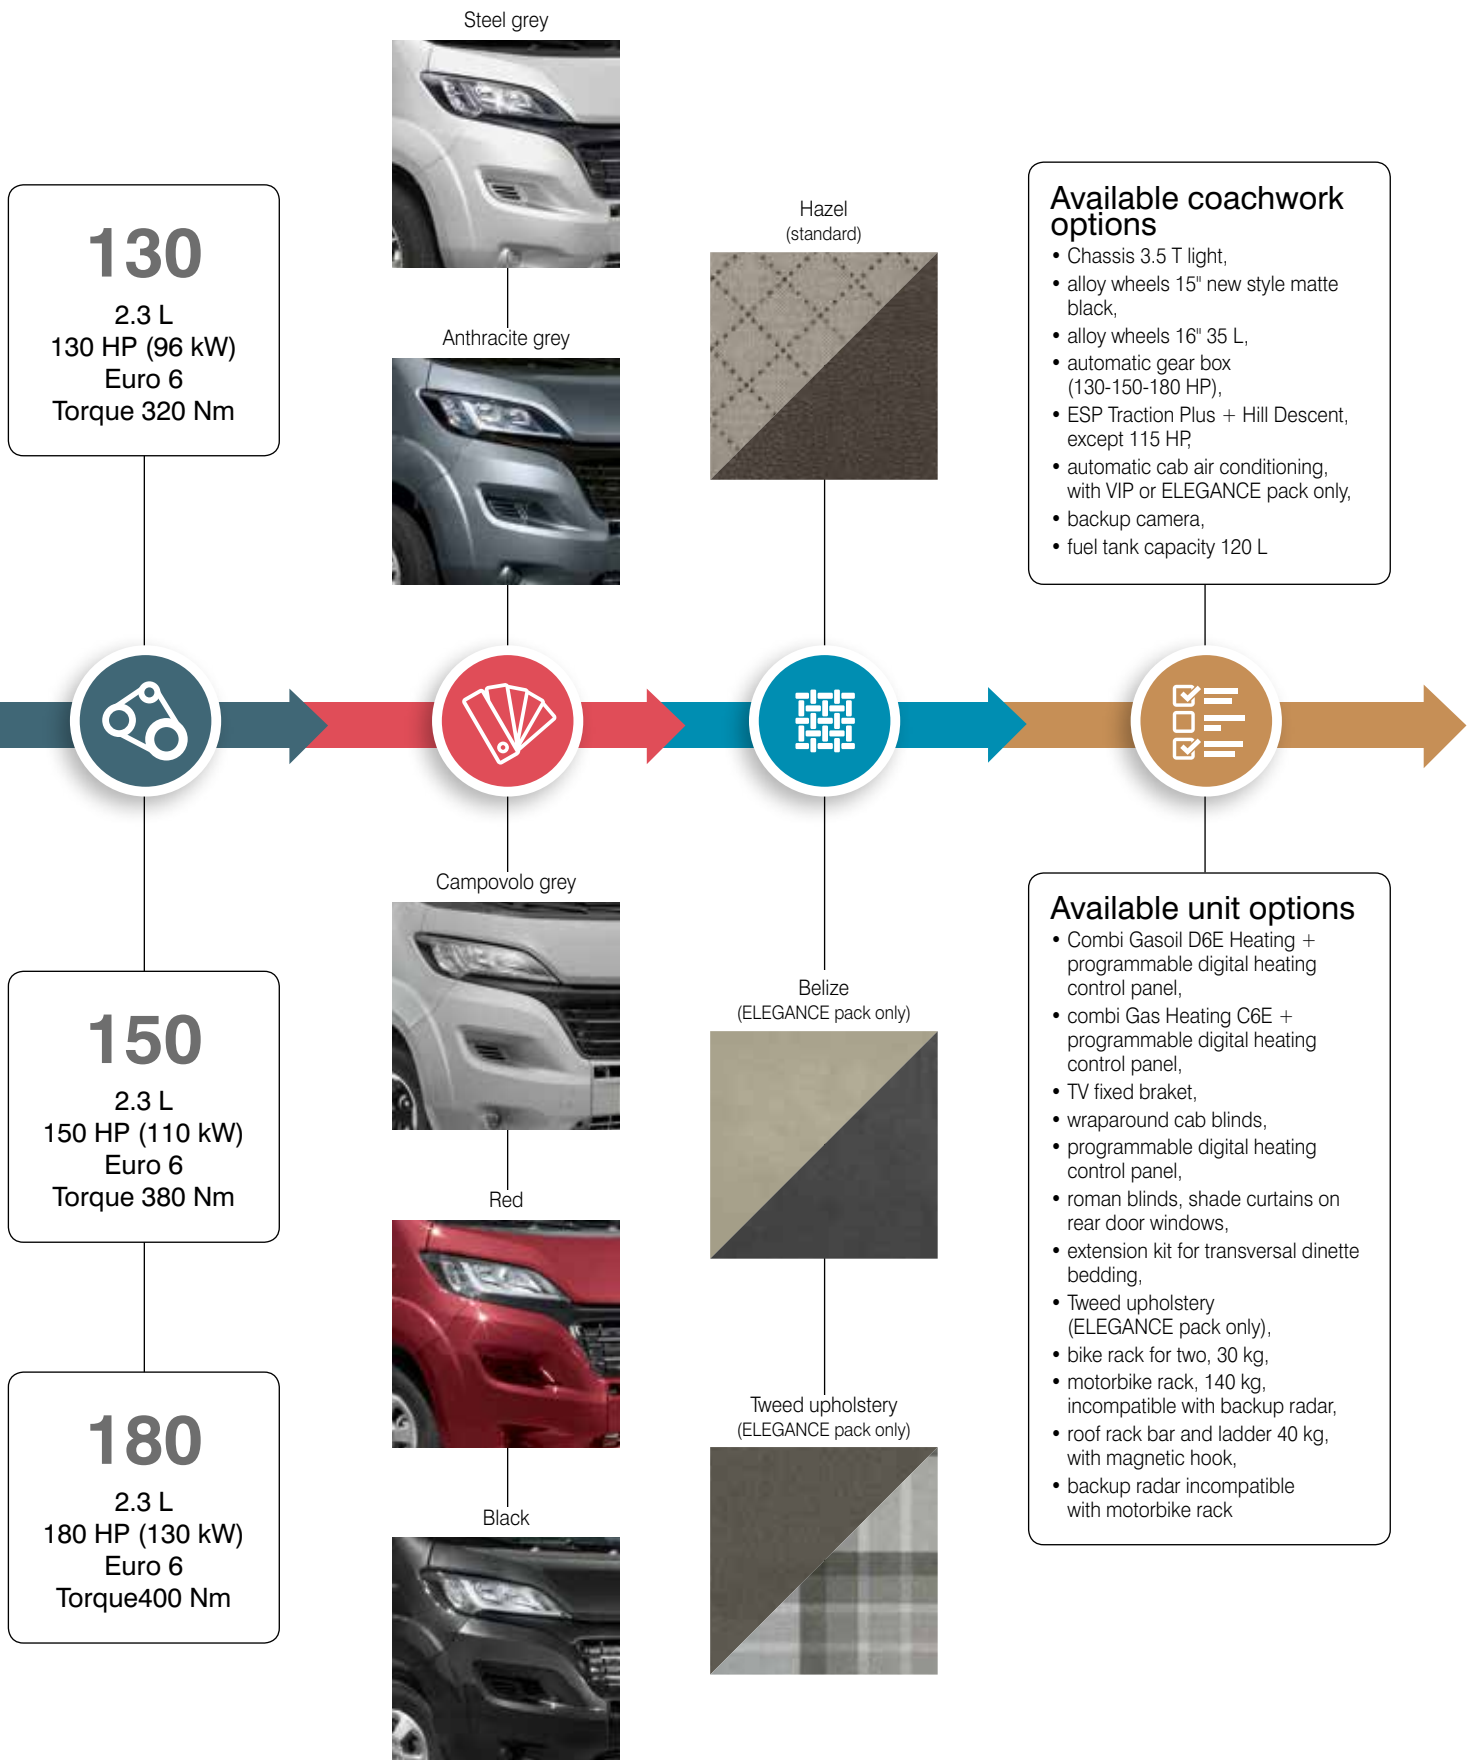 130
2.3 L
130 HP (96 kW)
Euro 6
Torque 320 Nm
150
2.3 L
150 HP (110 kW)
Euro 6
Torque 380 Nm
180
2.3 L
180 HP (130 kW)
Euro 6
Torque400 Nm
Steel grey
Anthracite grey
Campovolo grey
Red
Black
Hazel
(standard)
Belize
(ELEGANCE pack only)
Tweed upholstery
(ELEGANCE pack only)
Available coachwork
options
• Chassis 3.5 T light,
• alloy wheels 15" new style matte
black,
• alloy wheels 16" 35 L,
• automatic gear box
(130-150-180 HP),
• ESP Traction Plus + Hill Descent,
except 115 HP,
• automatic cab air conditioning,
with VIP or ELEGANCE pack only,
• backup camera,
• fuel tank capacity 120 L
Available unit options
• Combi Gasoil D6E Heating +
programmable digital heating
control panel,
• combi Gas Heating C6E +
programmable digital heating
control panel,
• TV fixed braket,
• wraparound cab blinds,
• programmable digital heating
control panel,
• roman blinds, shade curtains on
rear door windows,
• extension kit for transversal dinette
bedding,
• Tweed upholstery
(ELEGANCE pack only),
• bike rack for two, 30 kg,
• motorbike rack, 140 kg,
incompatible with backup radar,
• roof rack bar and ladder 40 kg,
with magnetic hook,
• backup radar incompatible
with motorbike rack